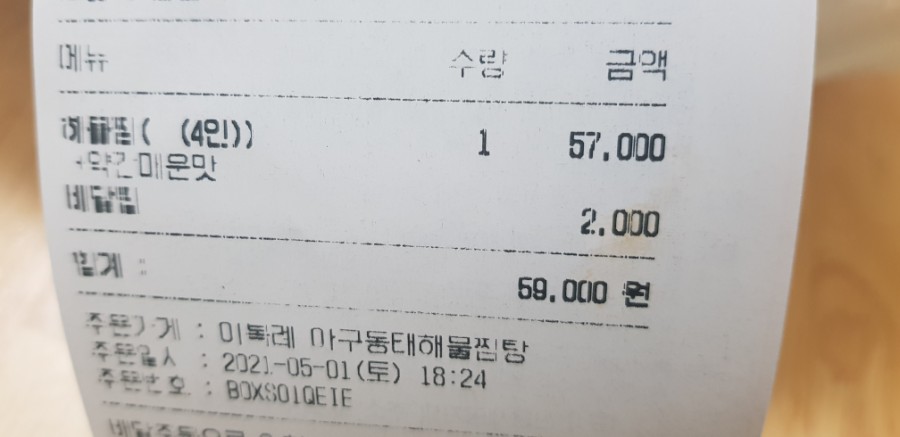 메뉴 수량 금액
해물찜( (4인)) 1 57,000
+약간매운맛
배달팁 2,000
합계 : 59,000 원
주문가게 : 이복례 아구동태해물찜탕
주문일시 : 2021-05-01(토) 18:24
주문번호 : B0XS01QEIE